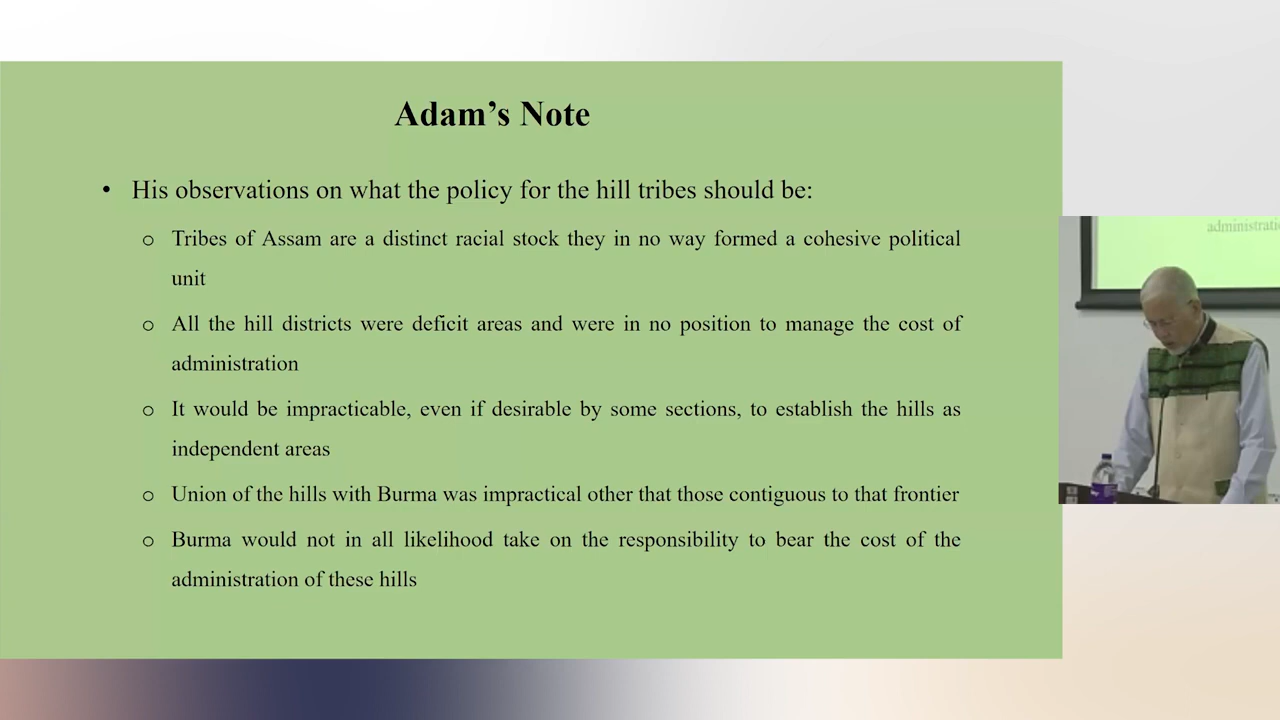 Adam’s Note
• His observations on what the policy for the hill tribes should be:
o Tribes of Assam are a distinct racial stock they in no way formed a cohesive political
unit
o All the hill districts were deficit areas and were in no position to manage the cost of
administration
o It would be impracticable, even if desirable by some sections, to establish the hills as
independent areas
o Union of the hills with Burma was impractical other that those contiguous to that frontier
o Burma would not in all likelihood take on the responsibility to bear the cost of the
administration of these hills